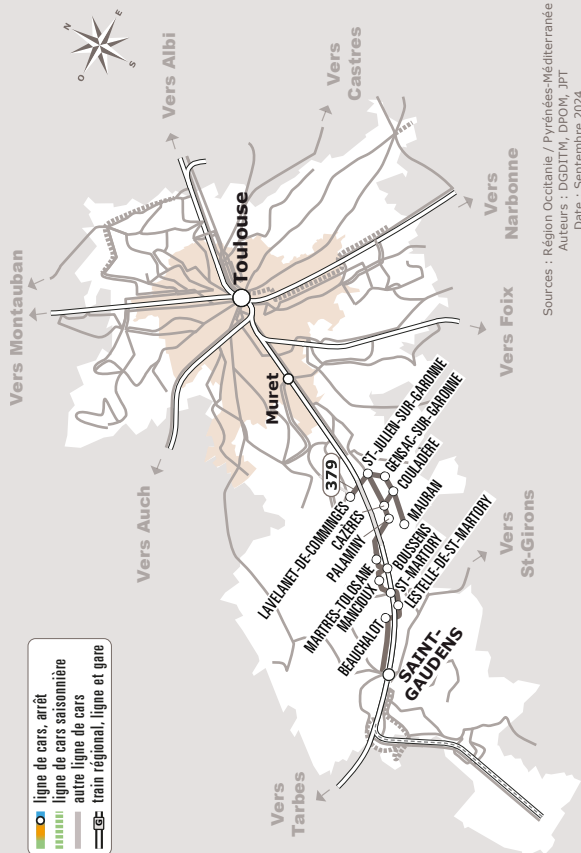 ligne de cars, arrêt
ligne de cars saisonnière
autre ligne de cars
G
train régional, ligne et gare
N
E
S
O
Vers Montauban
Vers Albi
Vers
Castres
Vers Auch
Toulouse
Muret
Vers
Narbonne
Vers Foix
379
LAVELANET-DE-COMMINGES
ST-JULIEN-SUR-GARONNE
GENSAC-SUR-GARONNE
CAZÈRES
COULADÈRE
PALAMINY
MAURAN
MARTRES-TOLOSANE
BOUSSENS
MANCIOUX
ST-MARTORY
LESTELLE-DE-ST-MARTORY
BEAUCHALOT
SAINT-
GAUDENS
Vers
St-Girons
Vers
Tarbes
Sources : Région Occitanie / Pyrénées-Méditerranée
Auteurs : DGDITM, DPOM, JPT
Date : Septembre 2024